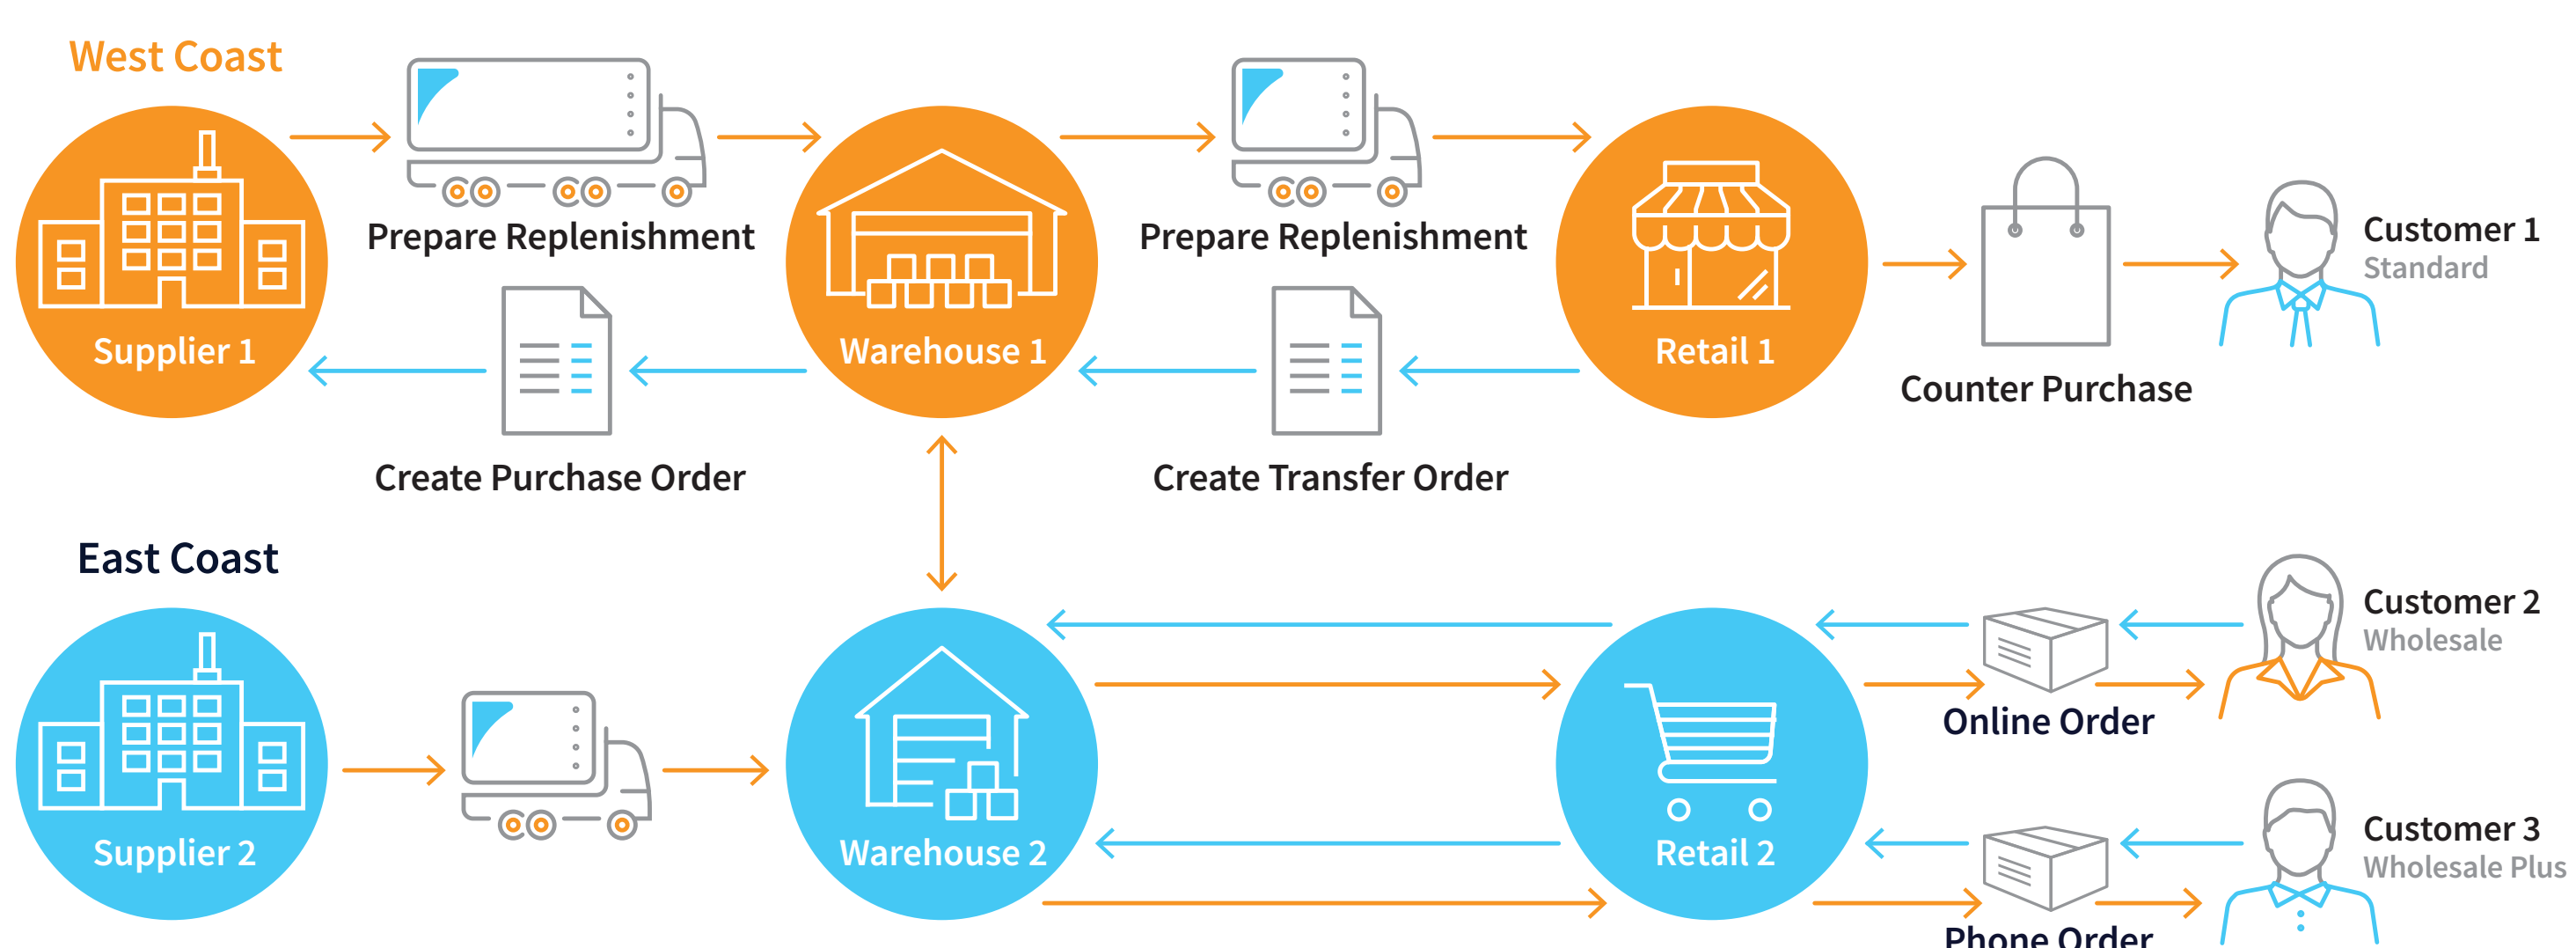 West Coast
Prepare Replenishment
Prepare Replenishment
Customer 1
Standard
Supplier 1
Warehouse 1
Retail 1
Counter Purchase
Create Purchase Order
Create Transfer Order
East Coast
Customer 2
Wholesale
Online Order
Supplier 2
Warehouse 2
Retail 2
Customer 3
Wholesale Plus
Phone Order